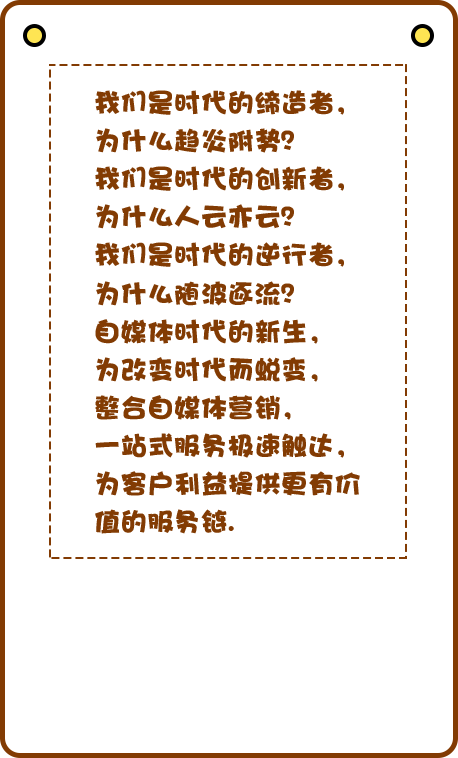 我们是时代的缔造者，
为什么趋炎附势？
我们是时代的创新者，
为什么人云亦云？
我们是时代的逆行者，
为什么随波逐流？
自媒体时代的新生，
为改变时代而蜕变，
整合自媒体营销，
一站式服务极速触达，
为客户利益提供更有价
值的服务链.